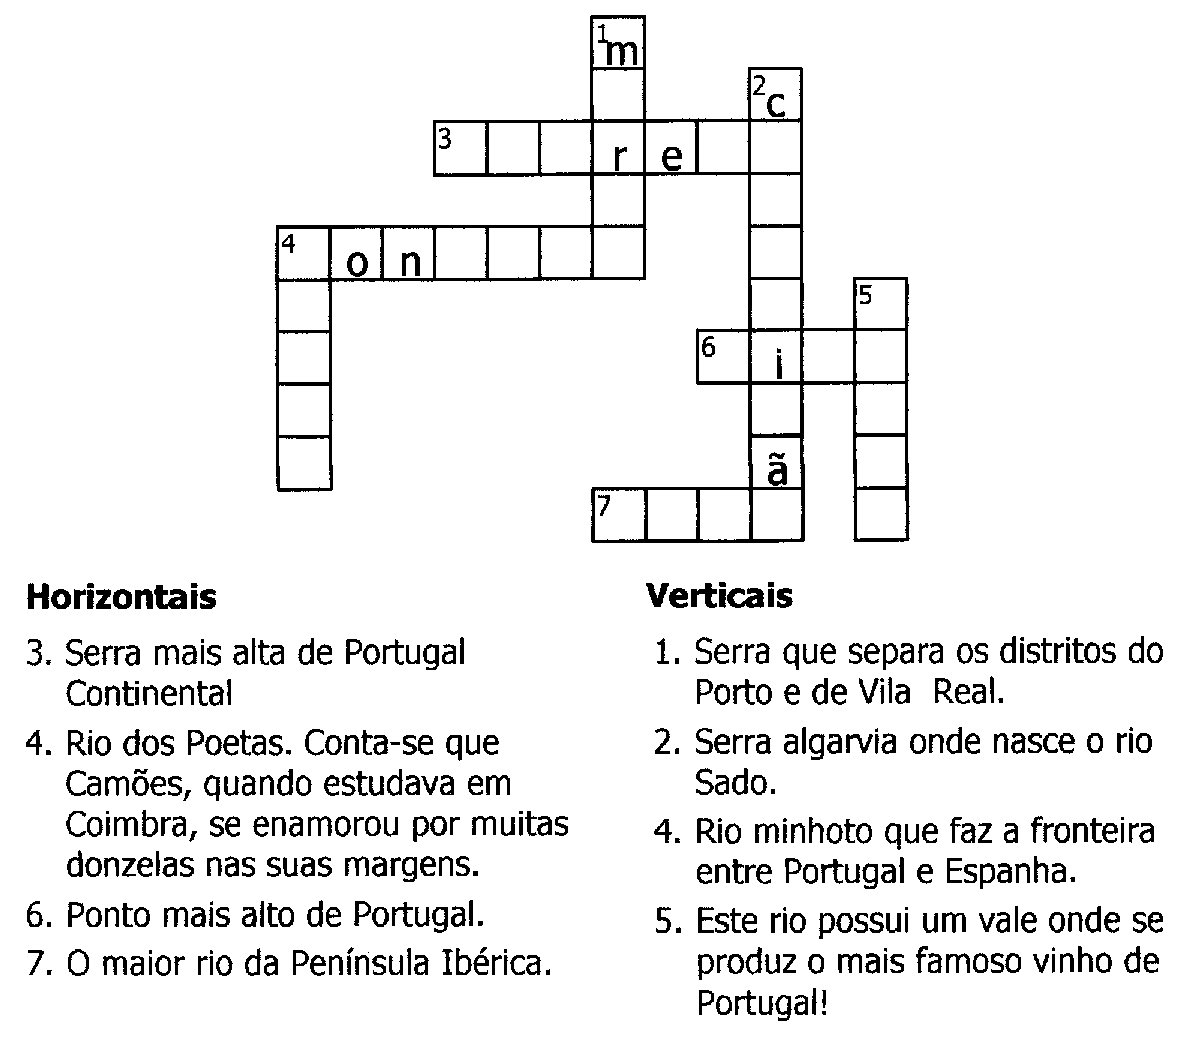 1 m
2 c
3 r e
4 o n
5
6 i
ã
7
Horizontais
3. Serra mais alta de Portugal
Continental
4. Rio dos Poetas. Conta-se que
Camões, quando estudava em
Coimbra, se enamorou por muitas
donzelas nas suas margens.
6. Ponto mais alto de Portugal.
7. O maior rio da Península Ibérica.
Verticais
1. Serra que separa os distritos do
Porto e de Vila Real.
2. Serra algarvia onde nasce o rio
Sado.
4. Rio minhoto que faz a fronteira
entre Portugal e Espanha.
5. Este rio possui um vale onde se
produz o mais famoso vinho de
Portugal!